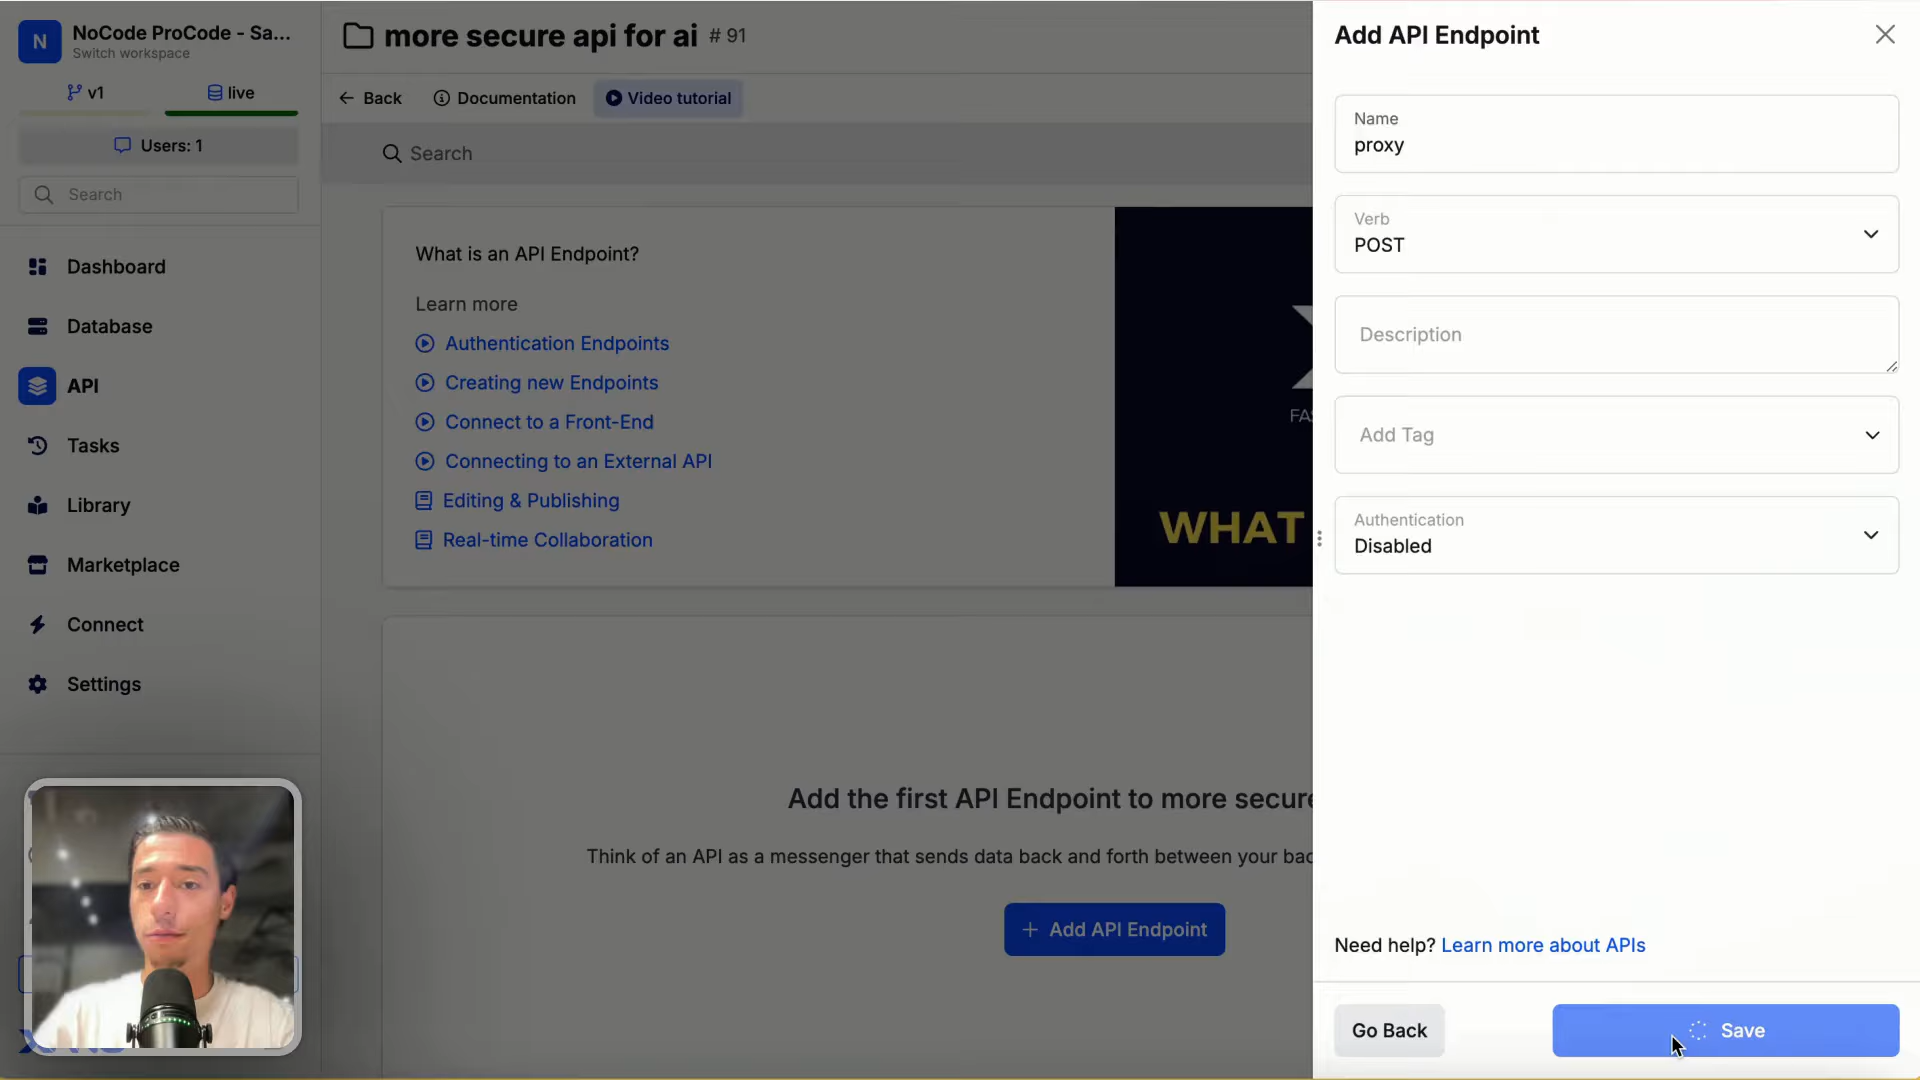 N
NoCode ProCode - Sa...
Switch workspace
v1
live
Users: 1
Search
Dashboard
Database
API
Tasks
Library
Marketplace
Connect
Settings
more secure api for ai # 91
Back
Documentation
Video tutorial
Search
What is an API Endpoint?
Learn more
Authentication Endpoints
Creating new Endpoints
Connect to a Front-End
Connecting to an External API
Editing & Publishing
Real-time Collaboration
FAS
WHAT
Add the first API Endpoint to more secure
Think of an API as a messenger that sends data back and forth between your bac
+ Add API Endpoint
Add API Endpoint
Name
proxy
Verb
POST
Description
Add Tag
Authentication
Disabled
Need help? Learn more about APIs
Go Back
Save